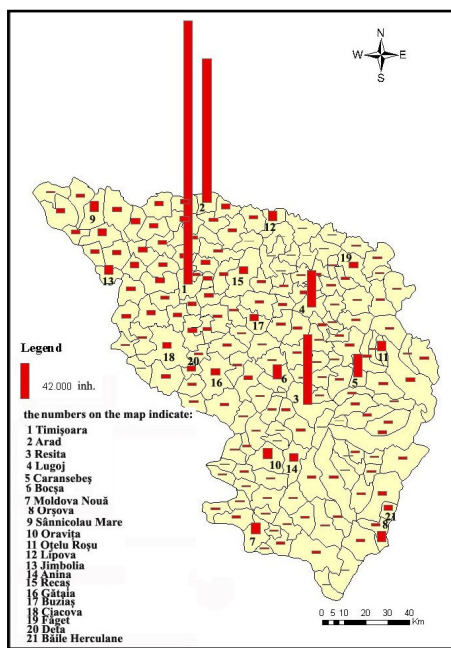 N
W E
S
9
2
12
13
1
15
19
4
17
18
20
16
6
3
5
11
10
14
7
21
8
Legend
42.000 inh.
the numbers on the map indicate:
1 Timişoara
2 Arad
3 Resita
4 Lugoj
5 Caransebeş
6 Bocşa
7 Moldova Nouă
8 Orşova
9 Sânnicolau Mare
10 Oraviţa
11 Oţelu Roşu
12 Lipova
13 Jimbolia
14 Anina
15 Recaş
16 Gătaia
17 Buziaş
18 Ciacova
19 Făget
20 Deta
21 Băile Herculane
0 5 10 20 30 40
Km